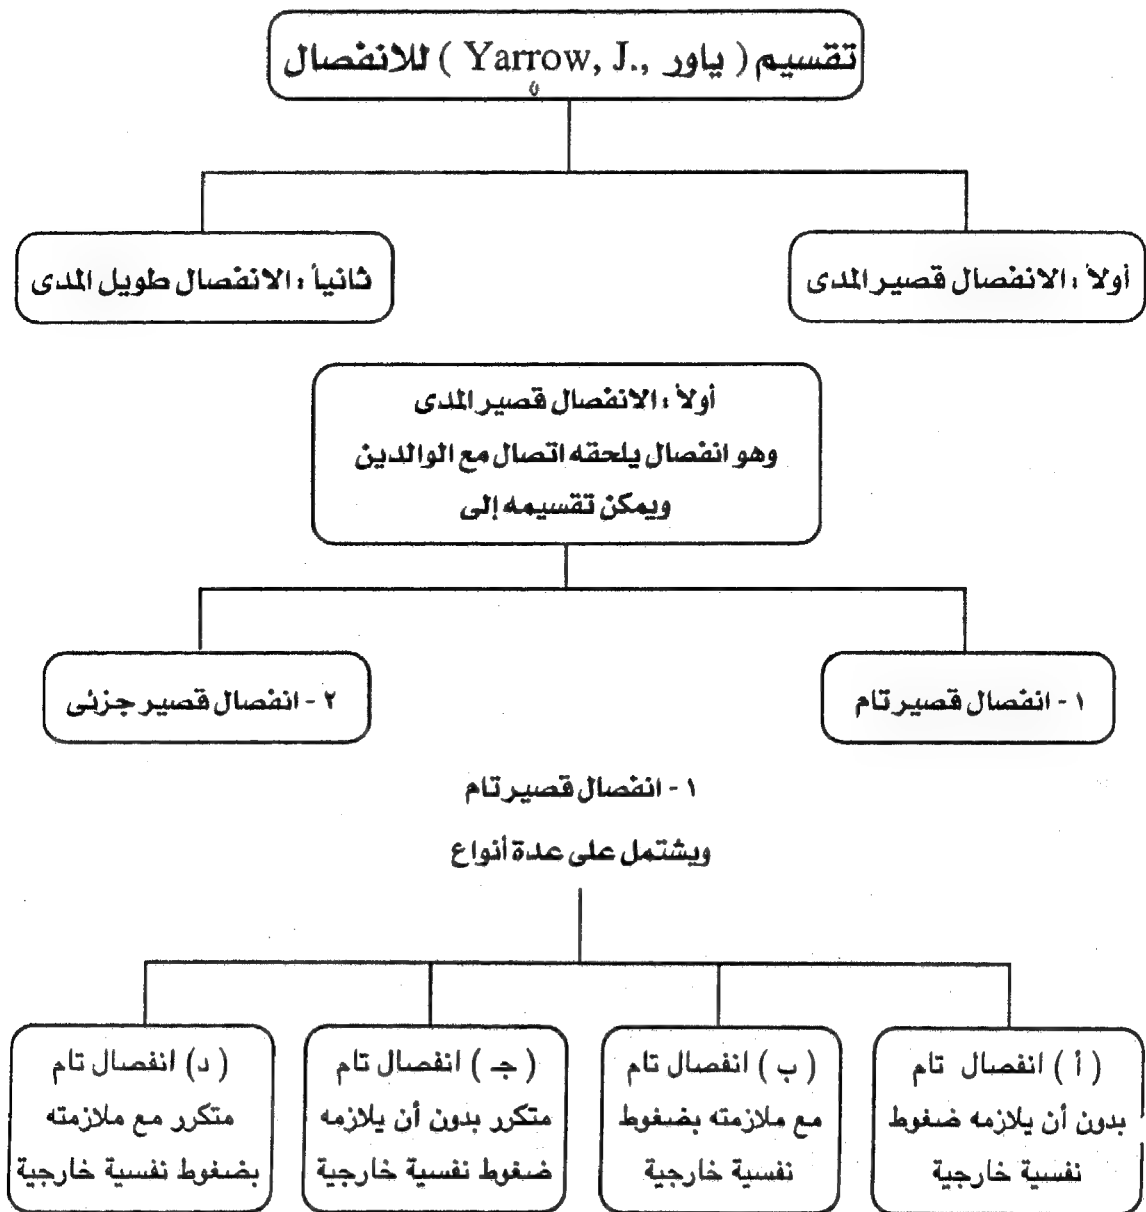 تقسيم ( ياور Yarrow, J., ) للانفصال
أولاً : الانفصال قصير المدى
ثانياً : الانفصال طويل المدى
أولاً : الانفصال قصير المدى
وهو انفصال يلحقه اتصال مع الوالدين
ويمكن تقسيمه إلى
١ - انفصال قصير تام
٢ - انفصال قصير جزئى
١ - انفصال قصير تام
ويشتمل على عدة أنواع
( أ ) انفصال تام
بدون أن يلازمه ضغوط
نفسية خارجية
( ب ) انفصال تام
مع ملازمته بضغوط
نفسية خارجية
( جـ ) انفصال تام
متكرر بدون أن يلازمه
ضغوط نفسية خارجية
( د ) انفصال تام
متكرر مع ملازمته
بضغوط نفسية خارجية